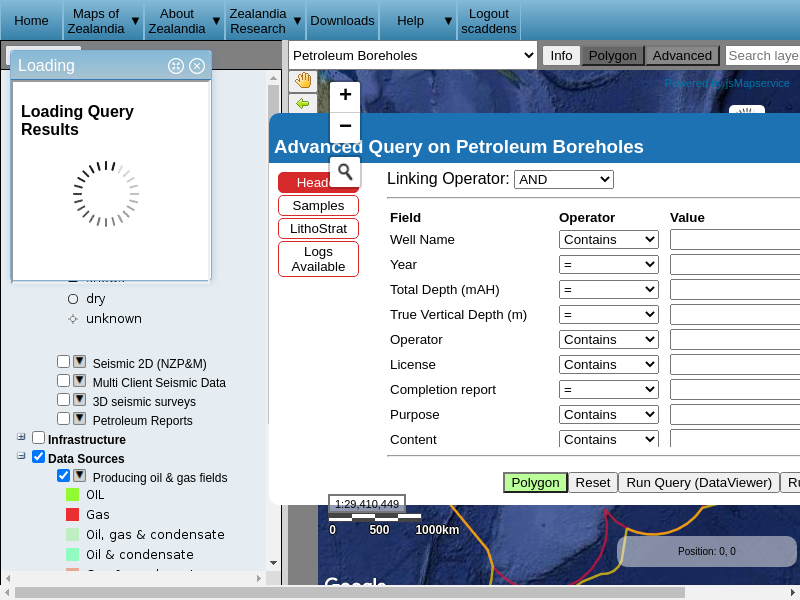 Home
Maps of Zealandia ▼
About Zealandia ▼
Zealandia Research ▼
Downloads
Help ▼
Logout scaddens
Petroleum Boreholes
Info
Polygon
Advanced
Search laye
Loading
Loading Query
Results
Powered by jsMapservice
+
−
Advanced Query on Petroleum Boreholes
Samples
LithoStrat
Logs
Available
Linking Operator: AND
Field Operator Value
Well Name Contains
Year =
Total Depth (mAH) =
True Vertical Depth (m) =
Operator Contains
License Contains
Completion report =
Purpose Contains
Content Contains
Polygon
Reset
Run Query (DataViewer)
dry
unknown
Seismic 2D (NZP&M)
Multi Client Seismic Data
3D seismic surveys
Petroleum Reports
Infrastructure
Data Sources
Producing oil & gas fields
OIL
Gas
Oil, gas & condensate
Oil & condensate
1:29,410,449
0 500 1000km
Position: 0, 0
Google